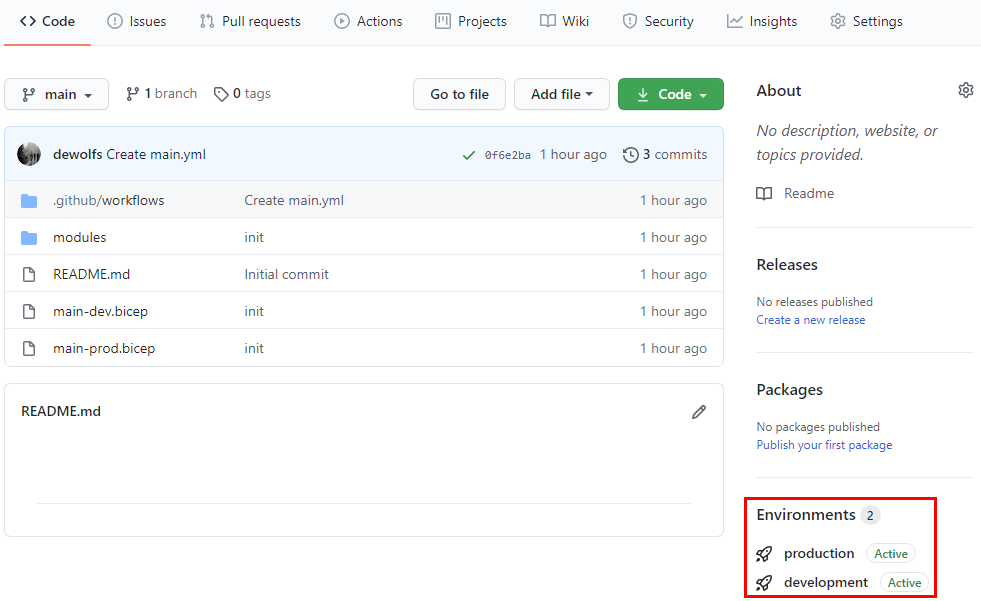 Code Issues Pull requests Actions Projects Wiki Security Insights Settings
main 1 branch 0 tags Go to file Add file Code
dewolfs Create main.yml 0f6e2ba 1 hour ago 3 commits
.github/workflows Create main.yml 1 hour ago
modules init 1 hour ago
README.md Initial commit 1 hour ago
main-dev.bicep init 1 hour ago
main-prod.bicep init 1 hour ago
README.md
About
No description, website, or
topics provided.
Readme
Releases
No releases published
Create a new release
Packages
No packages published
Publish your first package
Environments 2
production Active
development Active